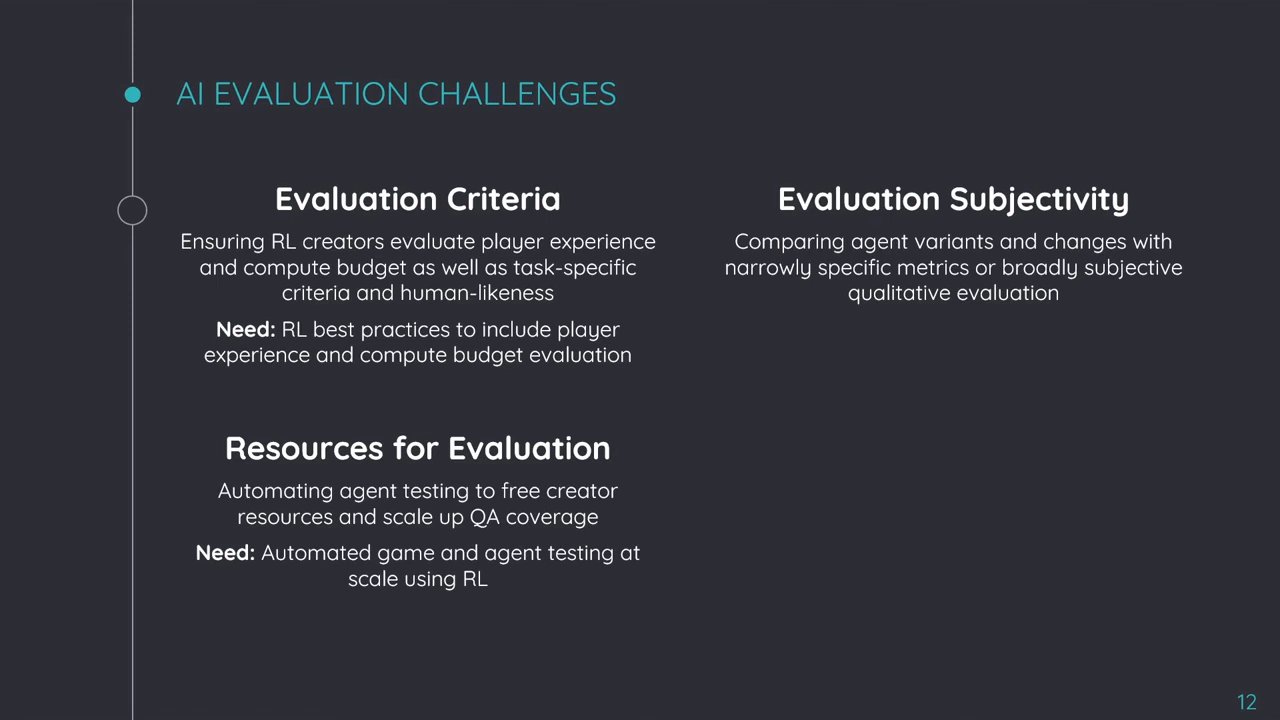 AI EVALUATION CHALLENGES
Evaluation Criteria
Ensuring RL creators evaluate player experience
and compute budget as well as task-specific
criteria and human-likeness
Need: RL best practices to include player
experience and compute budget evaluation
Evaluation Subjectivity
Comparing agent variants and changes with
narrowly specific metrics or broadly subjective
qualitative evaluation
Resources for Evaluation
Automating agent testing to free creator
resources and scale up QA coverage
Need: Automated game and agent testing at
scale using RL
12